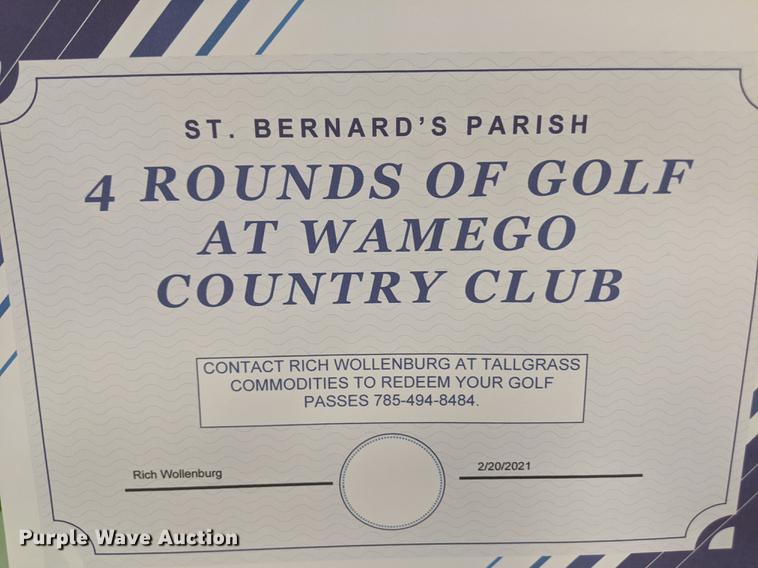 ST. BERNARD'S PARISH
4 ROUNDS OF GOLF
AT WAMEGO
COUNTRY CLUB
CONTACT RICH WOLLENBURG AT TALLGRASS
COMMODITIES TO REDEEM YOUR GOLF
PASSES 785-494-8484.
Rich Wollenburg
2/20/2021
Purple Wave Auction